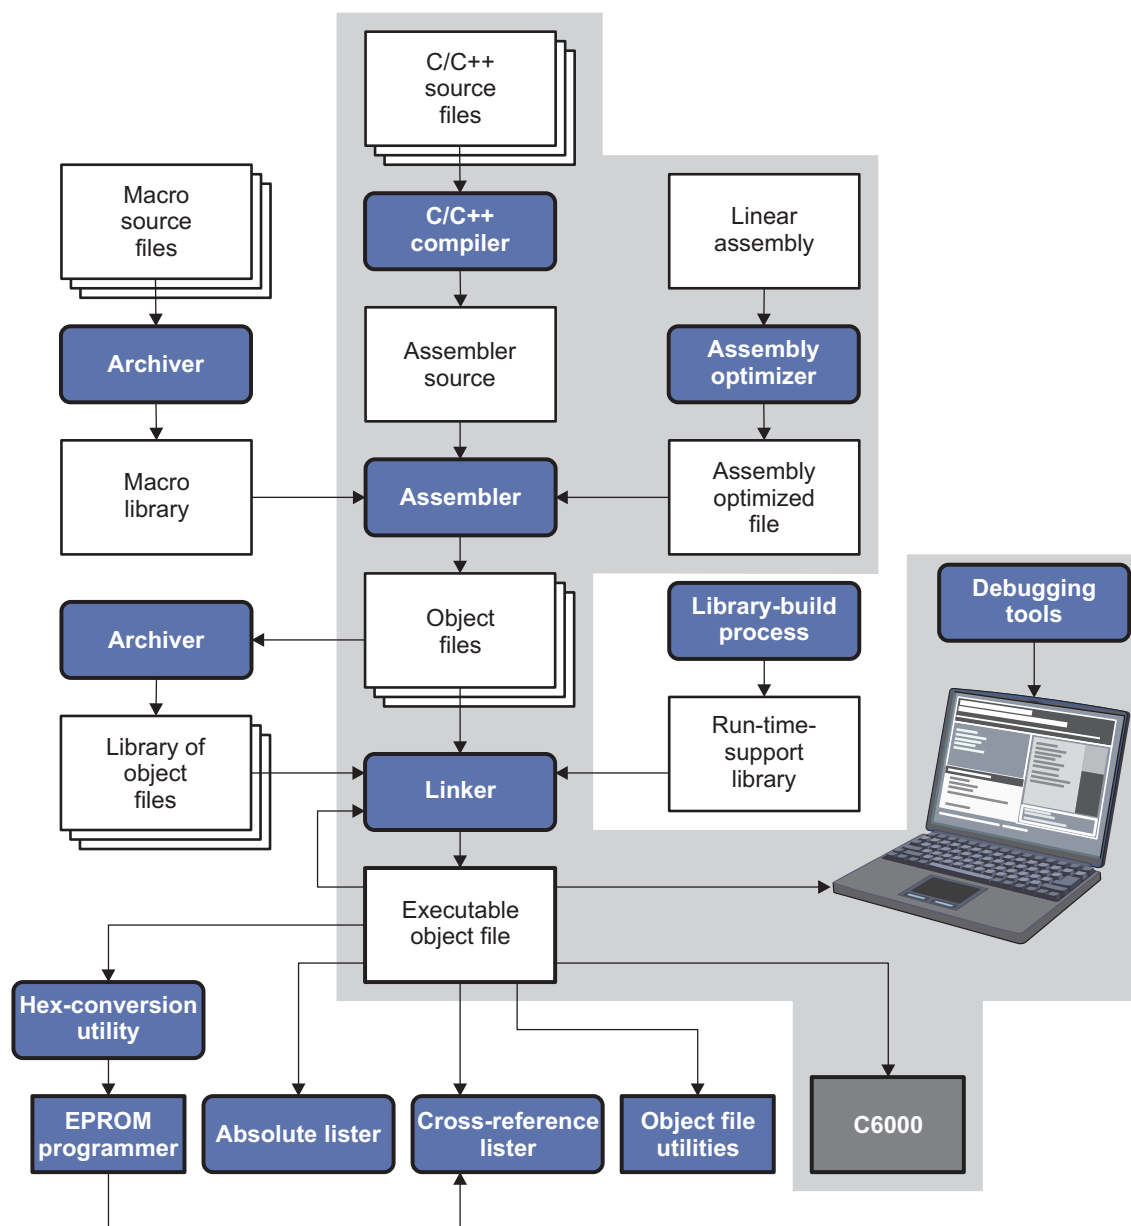 C/C++
source
files
Macro
source
files
C/C++
compiler
Linear
assembly
Archiver
Assembler
source
Assembly
optimizer
Macro
library
Assembler
Assembly
optimized
file
Archiver
Object
files
Library-build
process
Debugging
tools
Library of
object
files
Linker
Run-time-
support
library
Executable
object file
Hex-conversion
utility
EPROM
programmer
Absolute lister
Cross-reference
lister
Object file
utilities
C6000